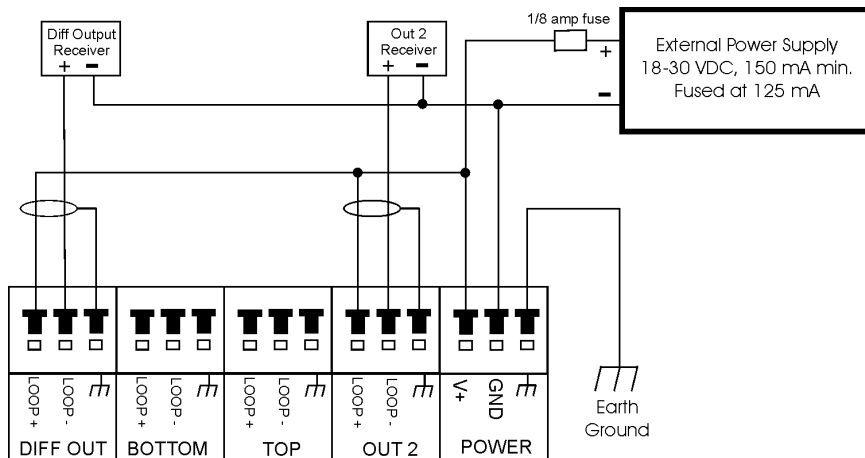 1/8 amp fuse
Diff Output
Receiver
+ -
Out 2
Receiver
+ -
+
-
External Power Supply
18-30 VDC, 150 mA min.
Fused at 125 mA
LOOP +
LOOP -
LOOP +
LOOP -
LOOP +
LOOP -
LOOP +
LOOP -
V+
GND
DIFF OUT
BOTTOM
TOP
OUT 2
POWER
Earth
Ground